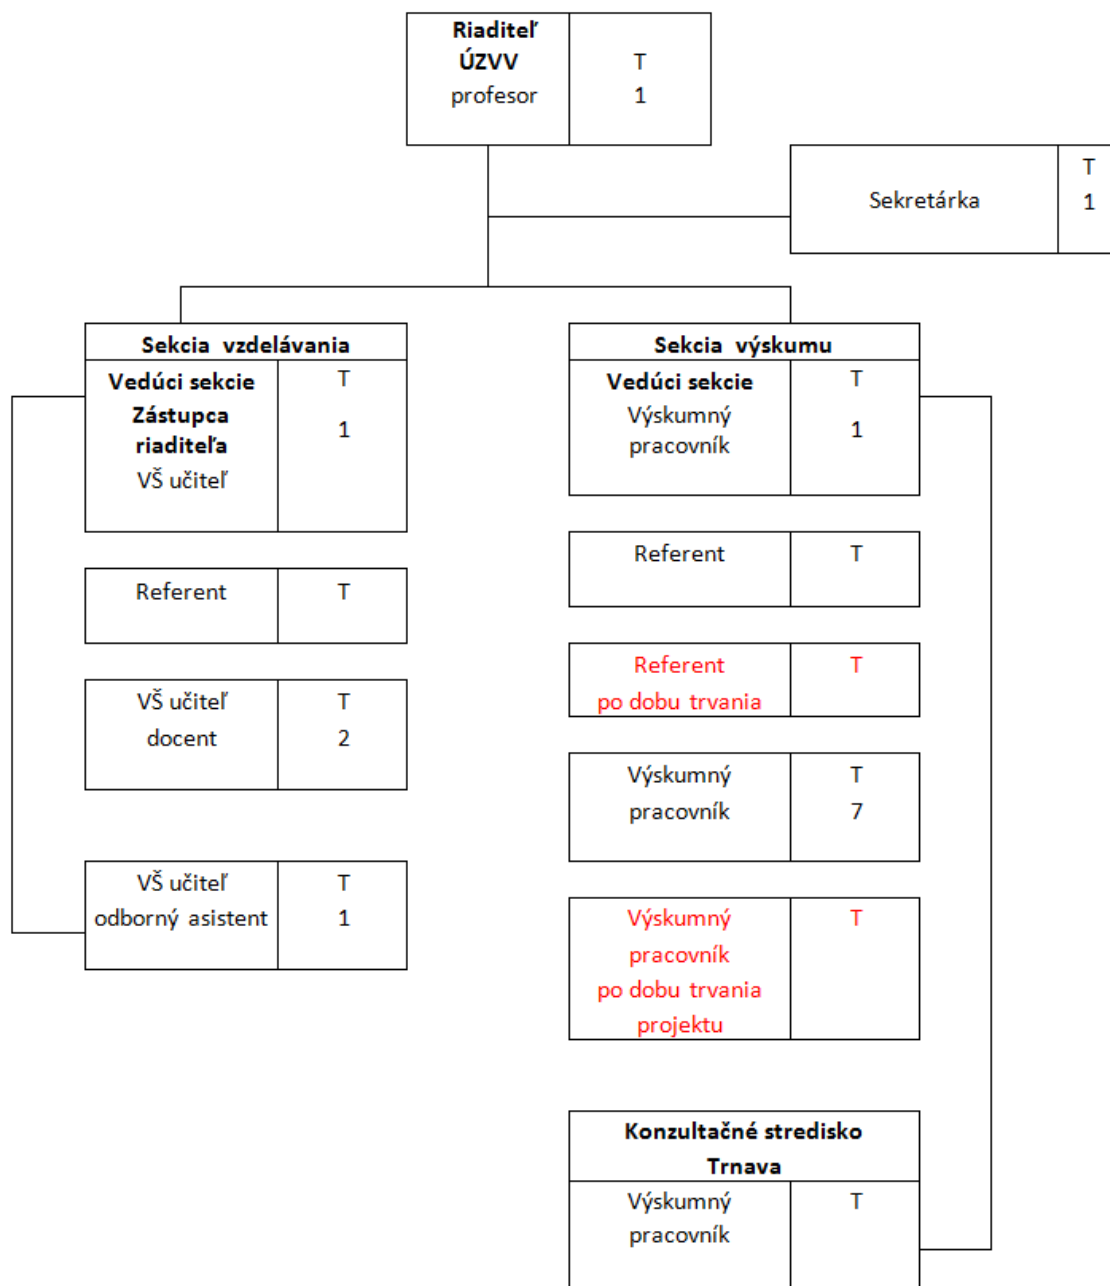 Riaditeľ
ÚZVV T
profesor 1
T
Sekretárka 1
Sekcia vzdelávania
Vedúci sekcie T
Zástupca
riaditeľa 1
VŠ učiteľ
Referent T
VŠ učiteľ T
docent 2
VŠ učiteľ T
odborný asistent 1
Sekcia výskumu
Vedúci sekcie T
Výskumný
pracovník 1
Referent T
Referent T
po dobu trvania
Výskumný T
pracovník 7
Výskumný T
pracovník
po dobu trvania
projektu
Konzultačné stredisko
Trnava
Výskumný T
pracovník